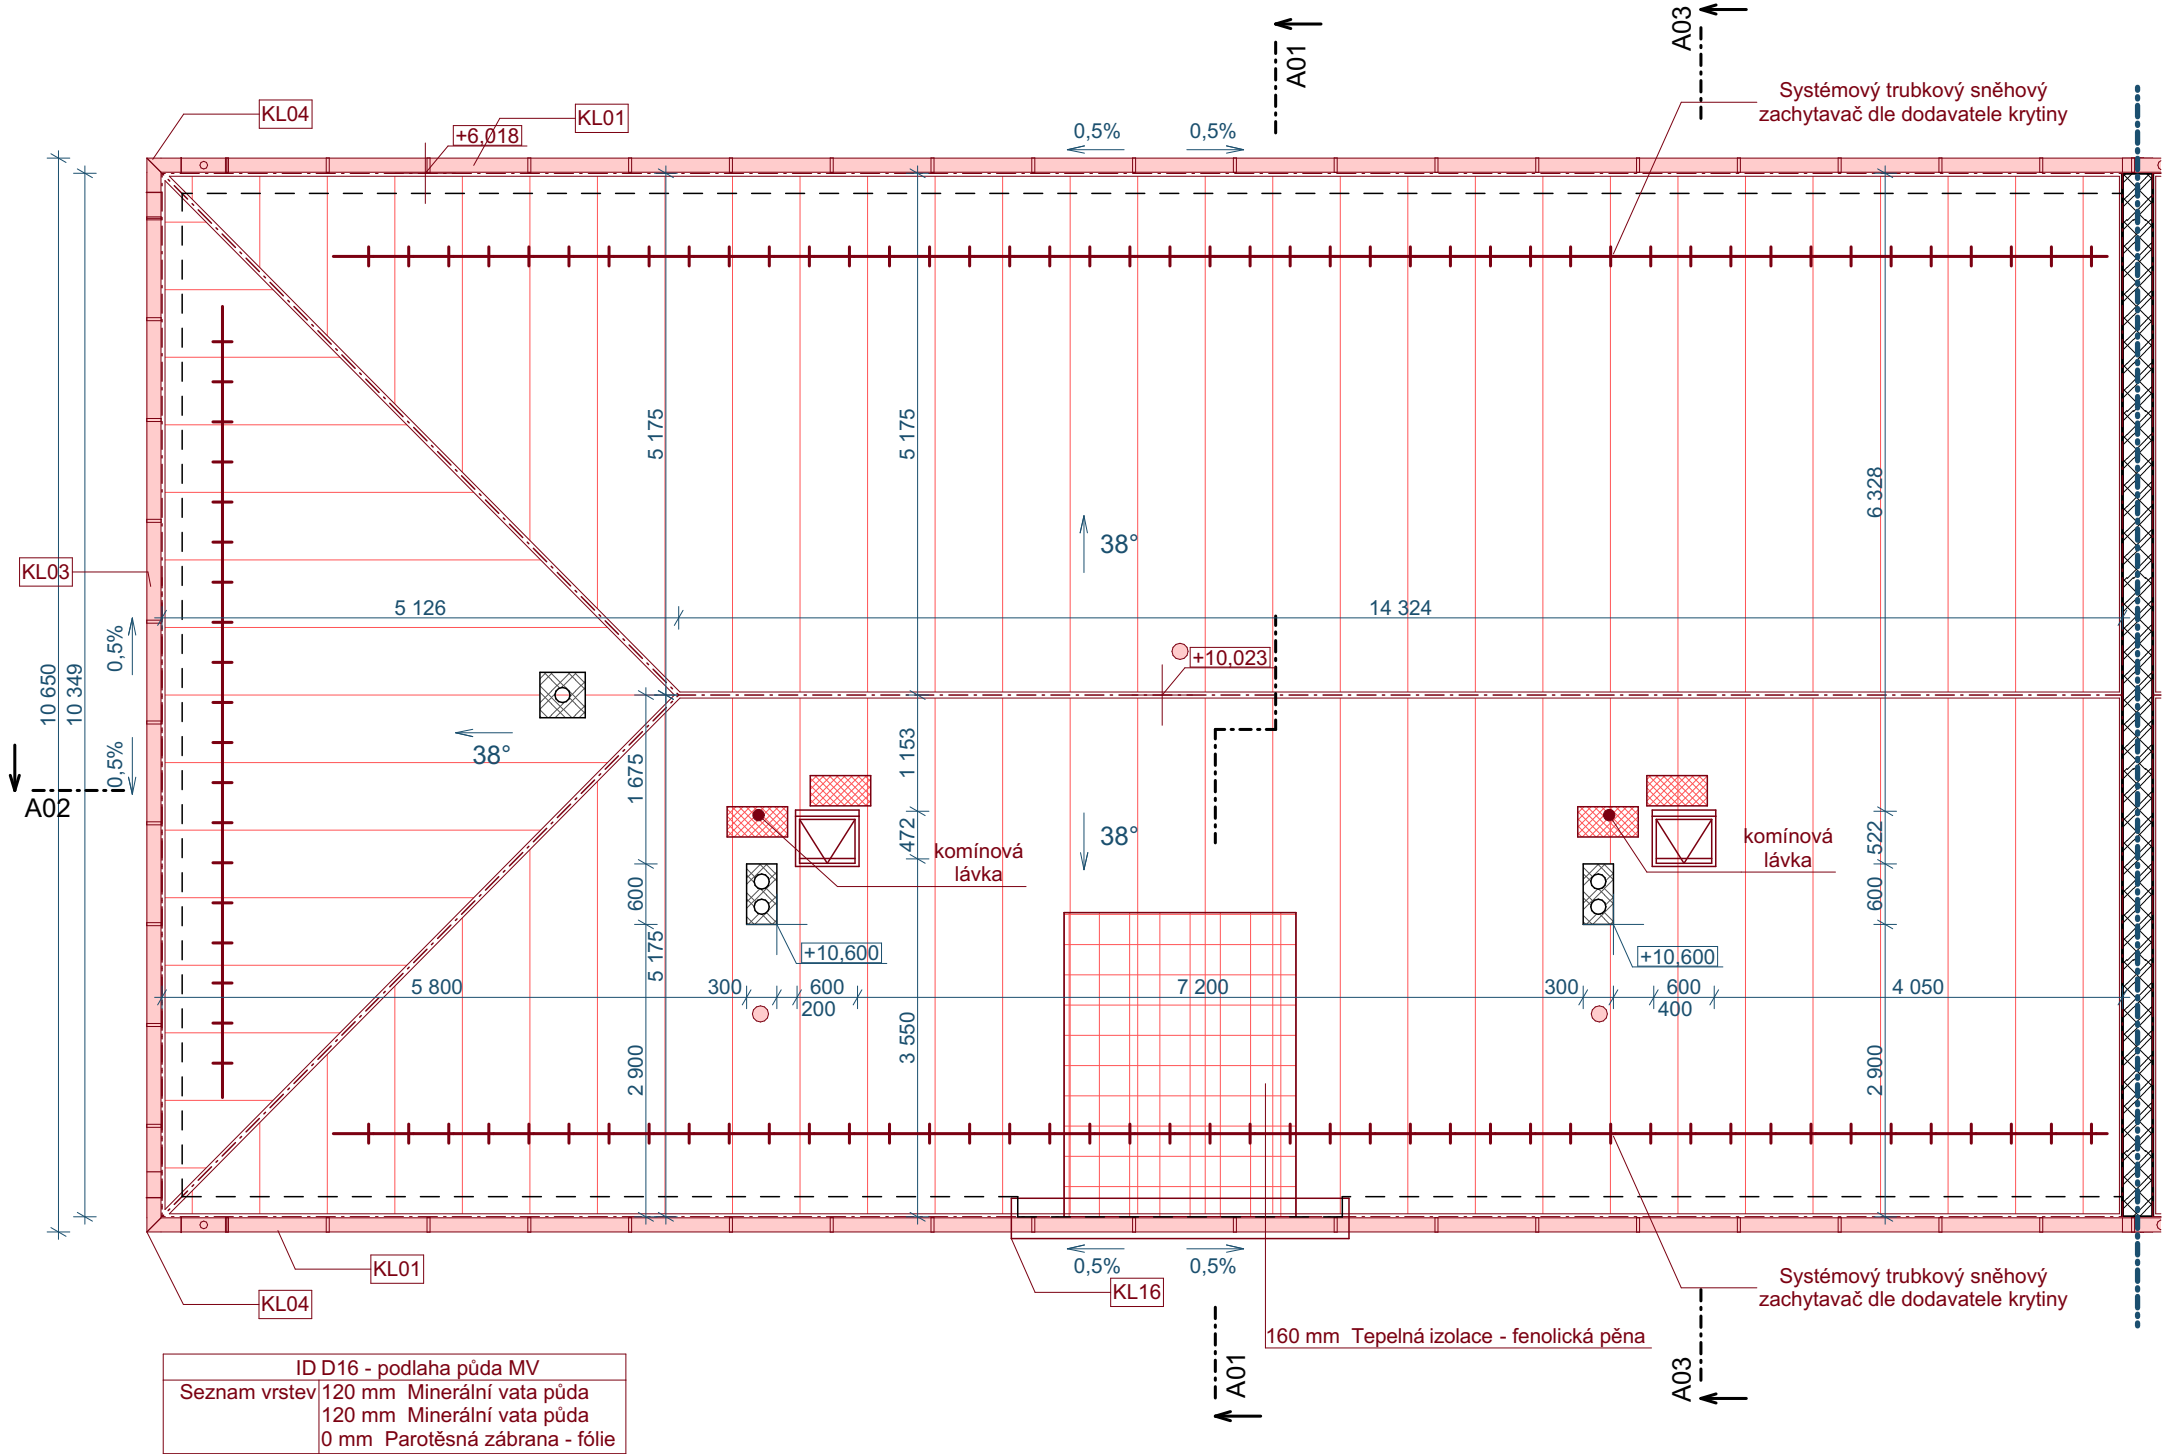 A01
A03
Systémový trubkový sněhový
zachytavač dle dodavatele krytiny
KL04
KL01
+6,018
0,5%
0,5%
5 175
5 175
6 328
38°
KL03
5 126
14 324
0,5%
10 650
10 349
+10,023
0,5%
38°
1 675
1 153
A02
472
38°
komínová
lávka
komínová
lávka
522
600
600
5 175
+10,600
+10,600
5 800
300
600
200
7 200
300
600
400
4 050
2 900
3 550
2 900
0,5%
0,5%
KL01
KL04
KL16
Systémový trubkový sněhový
zachytavač dle dodavatele krytiny
160 mm Tepelná izolace - fenolická pěna
A01
A03
ID D16 - podlaha půda MV
Seznam vrstev 120 mm Minerální vata půda
120 mm Minerální vata půda
0 mm Parotěsná zábrana - fólie